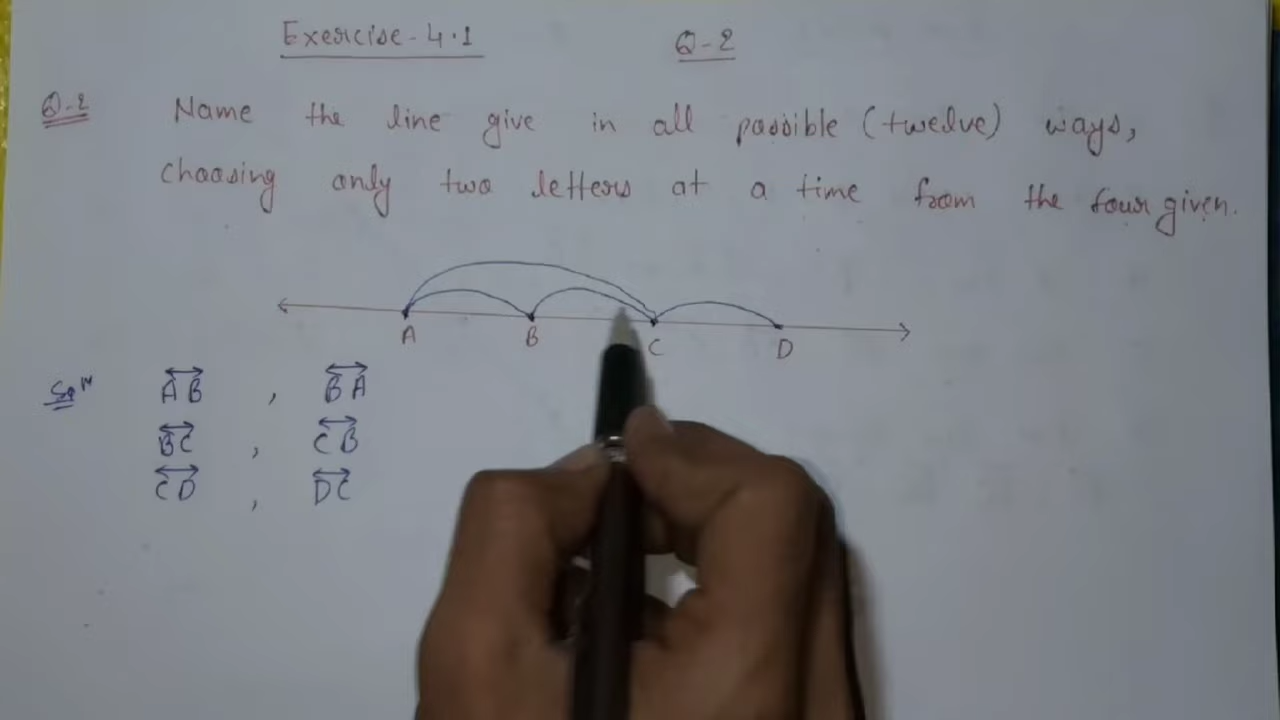 Exercise-4.1 Q-2
Q-2 Name the line give in all possible (twelve) ways,
choosing only two letters at a time from the four given.
A B C D
Solⁿ AB , BA
BC , CB
CD , DC